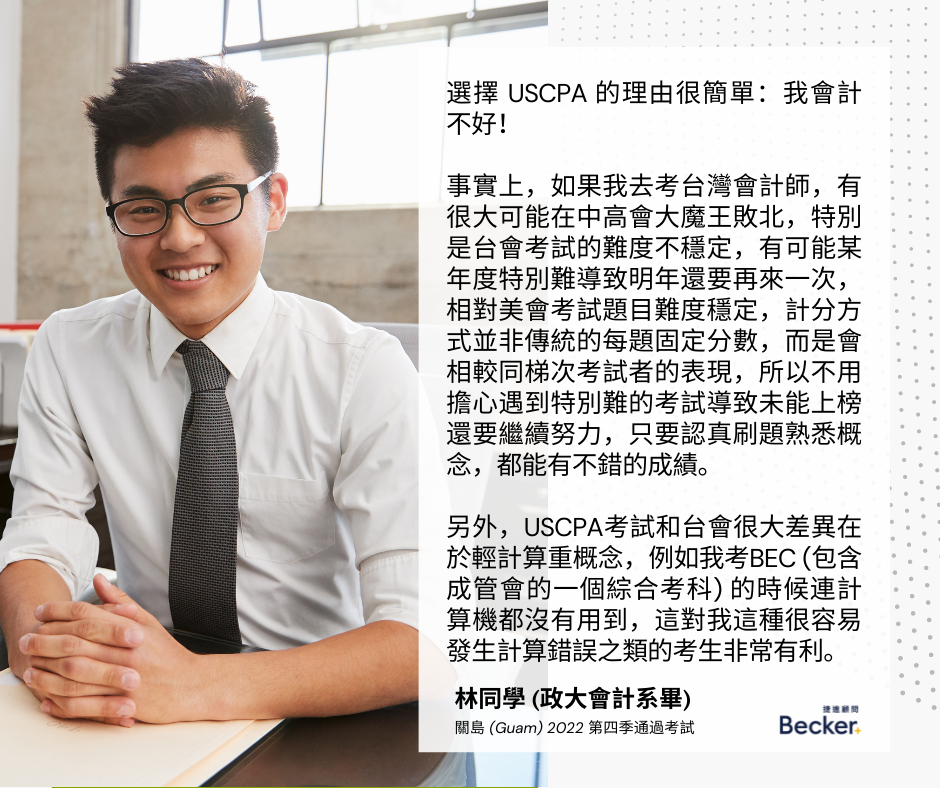 選擇 USCPA 的理由很簡單：我會計
不好！
事實上，如果我去考台灣會計師，有
很大可能在中高會大魔王敗北，特別
是台會考試的難度不穩定，有可能某
年度特別難導致明年還要再來一次，
相對美會考試題目難度穩定，計分方
式並非傳統的每題固定分數，而是會
相較同梯次考試者的表現，所以不用
擔心遇到特別難的考試導致未能上榜
還要繼續努力，只要認真刷題熟悉概
念，都能有不錯的成績。
另外，USCPA考試和台會很大差異在
於輕計算重概念，例如我考BEC (包含
成管會的一個綜合考科) 的時候連計
算機都沒有用到，這對我這種很容易
發生計算錯誤之類的考生非常有利。
林同學 (政大會計系畢)
關島 (Guam) 2022 第四季通過考試
捷進顧問
Becker.